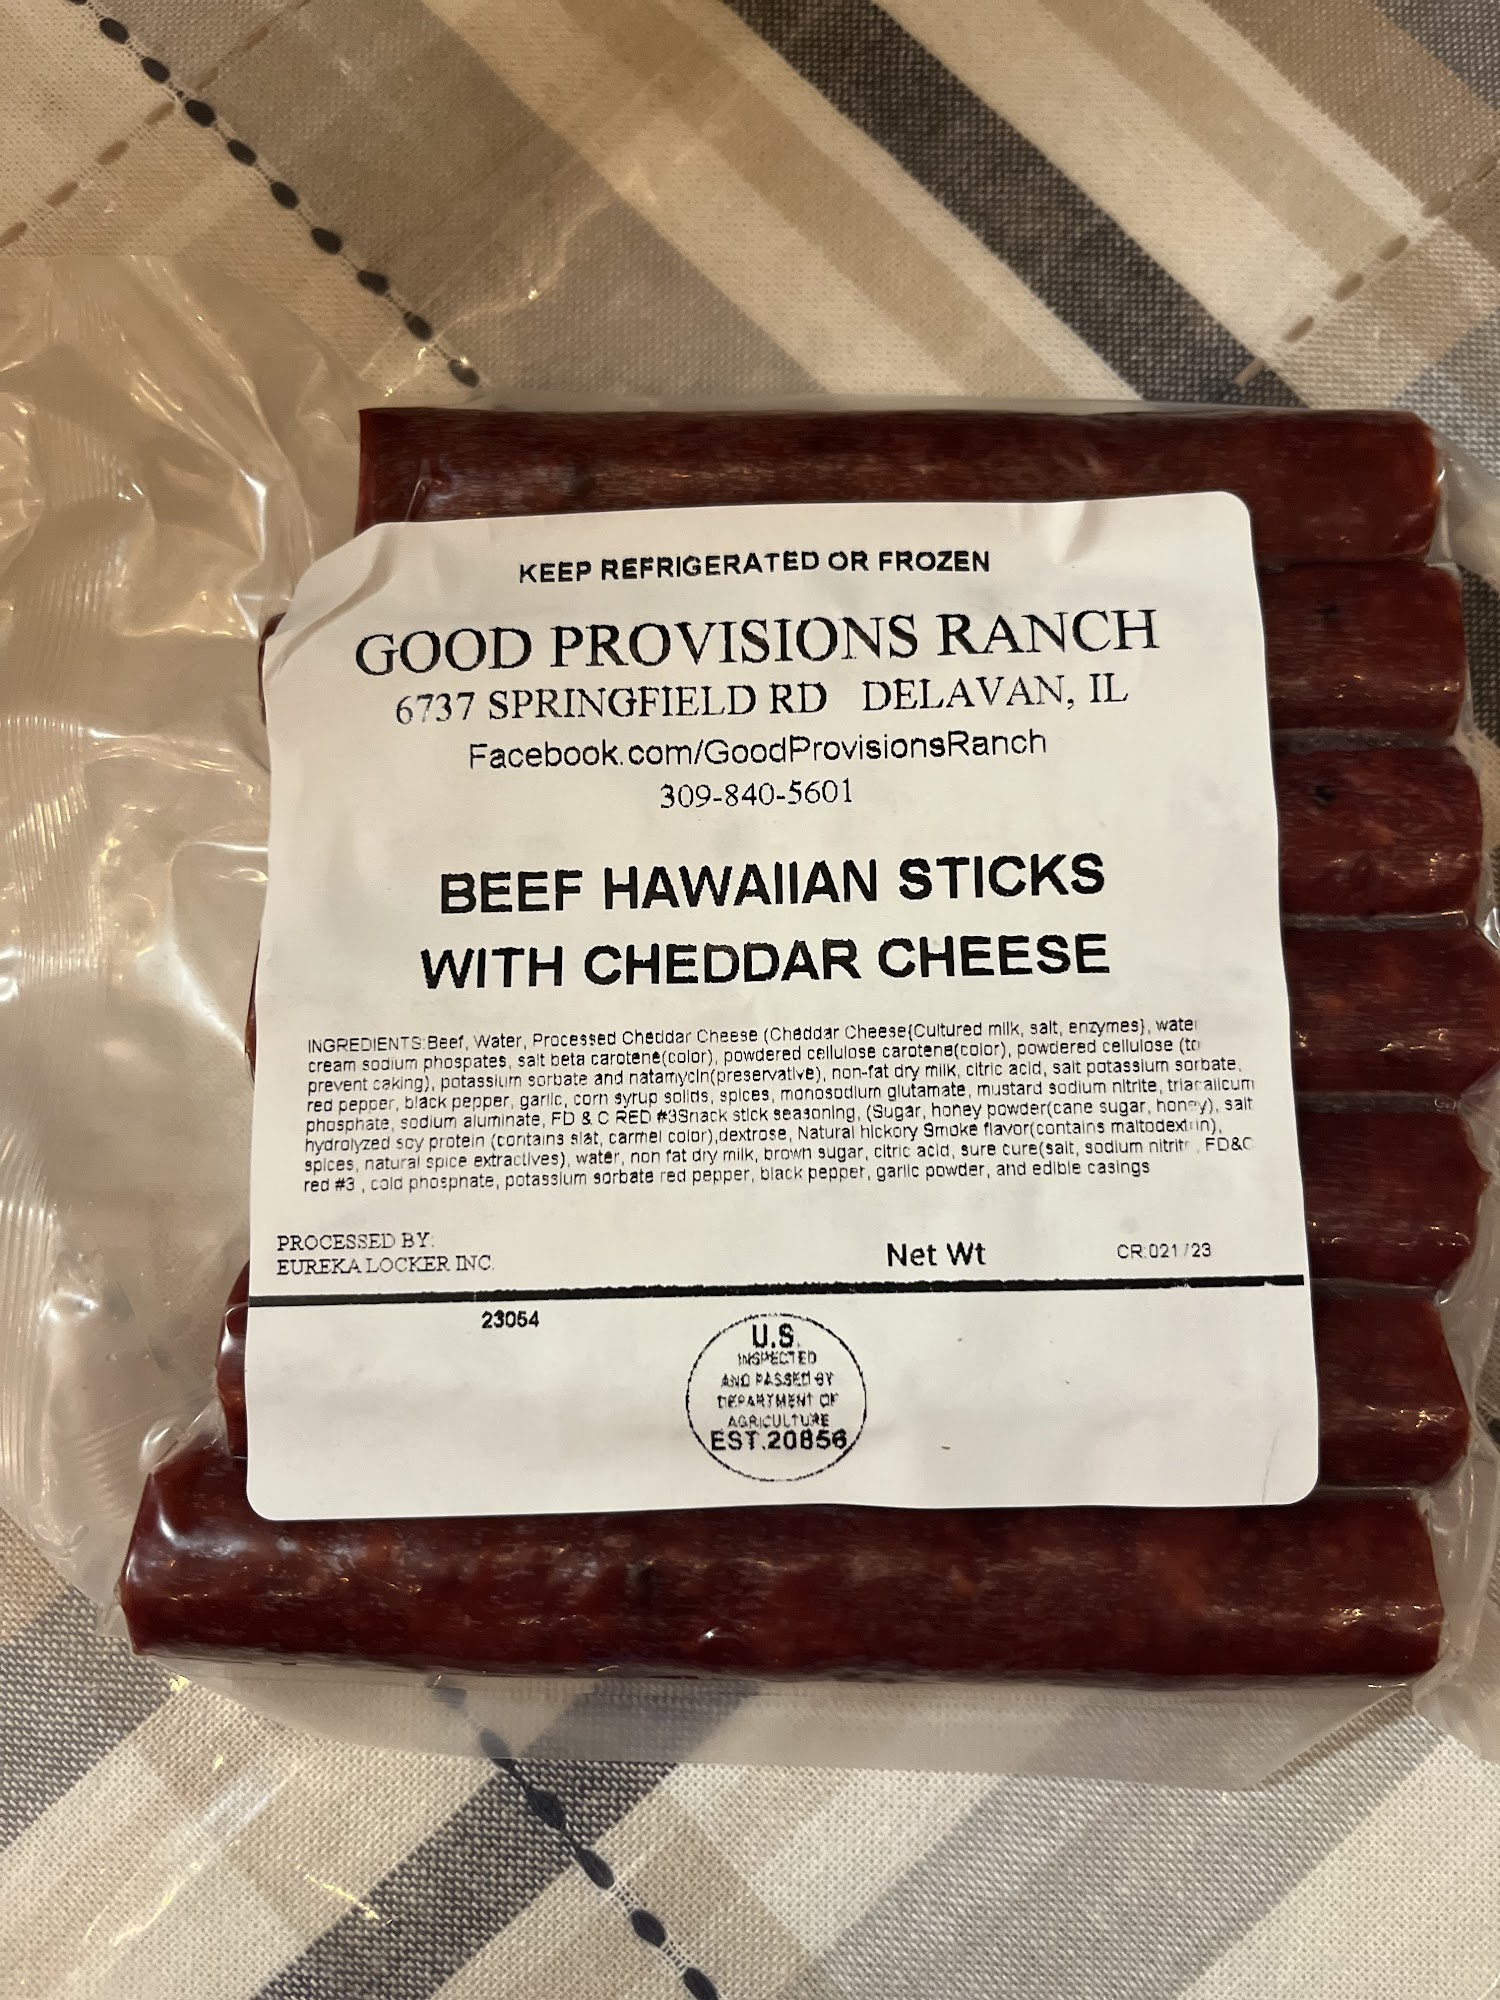 KEEP REFRIGERATED OR FROZEN
GOOD PROVISIONS RANCH
6737 SPRINGFIELD RD DELAVAN, IL
Facebook.com/GoodProvisionsRanch
309-840-5601
BEEF HAWAIIAN STICKS
WITH CHEDDAR CHEESE
INGREDIENTS:Beef, Water, Processed Cheddar Cheese (Cheddar Cheese{Cultured milk, salt, enzymes}, water
cream sodium phospates, salt beta carotene(color), powdered cellulose carotena(color), powdered cellulose (to
prevent caking), potassium sorbate and natamycin(preservative), non-fat dry milk, citric acid, salt potassium sorbate,
red pepper, black pepper, garlic, corn syrup solids, spices, monosodium glutamate, mustard sodium nitrite, tricalicum
phosphate, sodium aluminate, FD & C RED #3Snack stick seasoning, (Sugar, honey powder(cane sugar, honey), salt
hydrolyzed soy protein (contains slat, carmel color),dextrose, Natural hickory Smoke flavor(contains maltodextrin),
spices, natural spice extractives), water, non fat dry milk, brown sugar, citric acid, sure cure(salt, sodium nitrite, FD&C
red #3 , cold phosphate, potassium sorbate red pepper, black pepper, garlic powder, and edible casings
PROCESSED BY:
EUREKA LOCKER INC.
Net Wt
CR:021/23
23054
U.S.
INSPECTED
AND PASSED BY
DEPARTMENT OF
AGRICULTURE
EST.20856